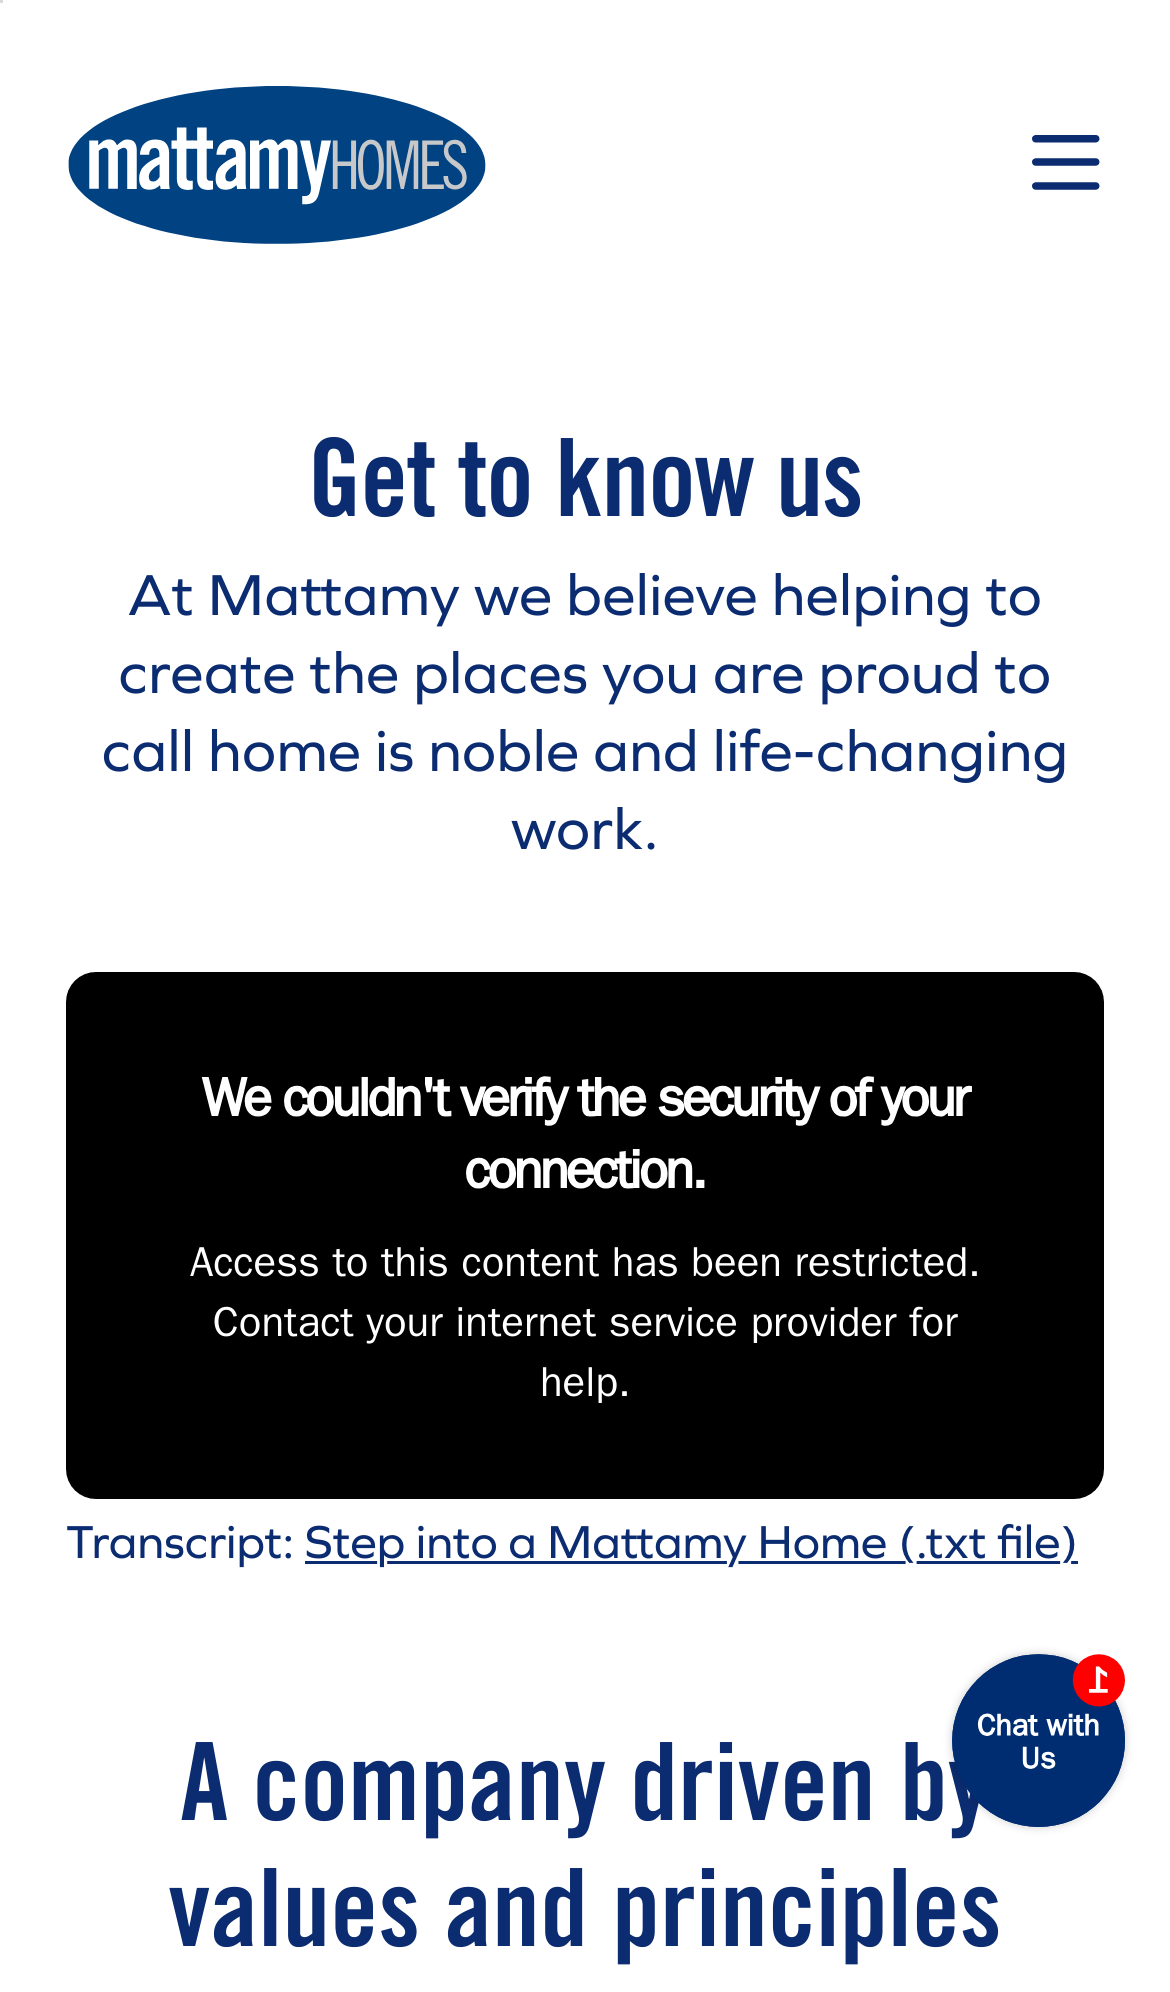 mattamyHOMES
Get to know us
At Mattamy we believe helping to
create the places you are proud to
call home is noble and life-changing
work.
We couldn't verify the security of your
connection.
Access to this content has been restricted.
Contact your internet service provider for
help.
Transcript: Step into a Mattamy Home (.txt file)
1
Chat with
Us
A company driven by
values and principles